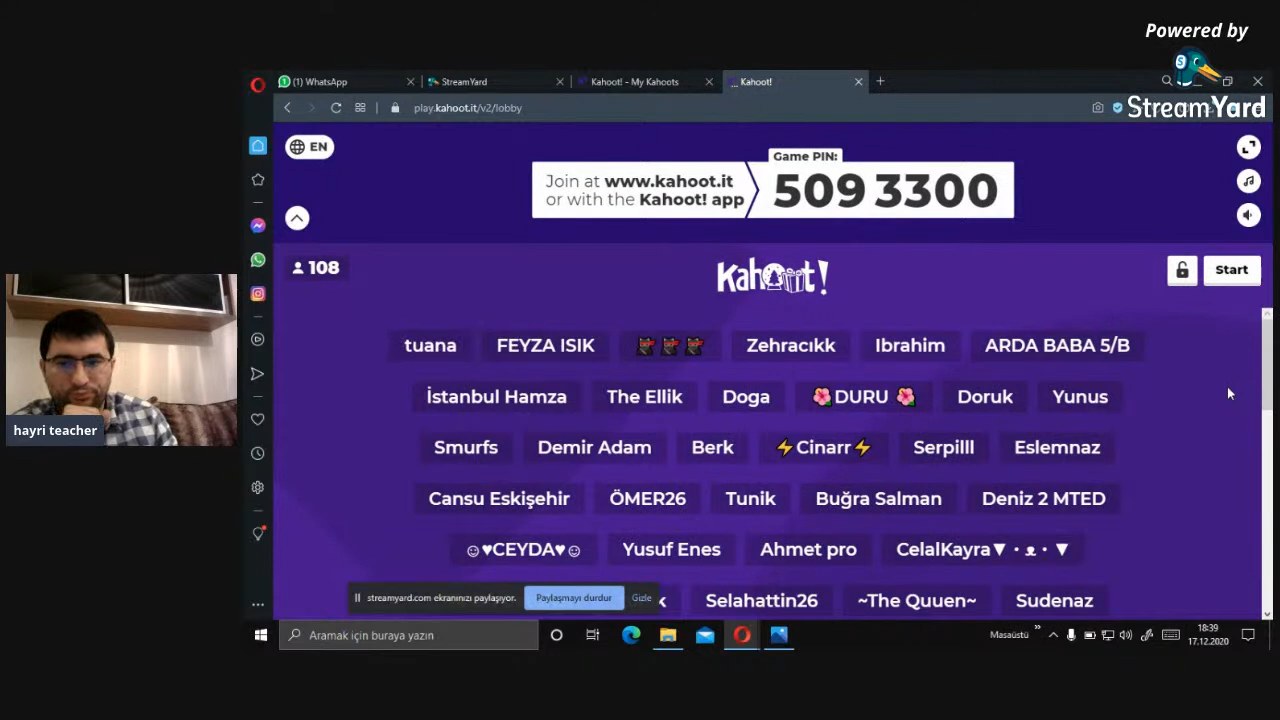 Powered by
StreamYard
(1) WhatsApp
StreamYard
Kahoot! - My Kahoots
Kahoot!
play.kahoot.it/v2/lobby
EN
Join at www.kahoot.it
or with the Kahoot! app
Game PIN:
509 3300
108
Kahoot!
Start
tuana FEYZA ISIK 🥷🥷🥷 Zehracıkk Ibrahim ARDA BABA 5/B
İstanbul Hamza The Ellik Doga 🌺DURU 🌺 Doruk Yunus
Smurfs Demir Adam Berk ⚡Cinarr⚡ Serpilll Eslemnaz
Cansu Eskişehir ÖMER26 Tunik Buğra Salman Deniz 2 MTED
☺♥CEYDA♥☺ Yusuf Enes Ahmet pro CelalKayra▼・ᴥ・▼
Selahattin26 ~The Quuen~ Sudenaz
streamyard.com ekranınızı paylaşıyor. Paylaşmayı durdur Gizle
hayri teacher
Aramak için buraya yazın
Masaüstü
18:39
17.12.2020